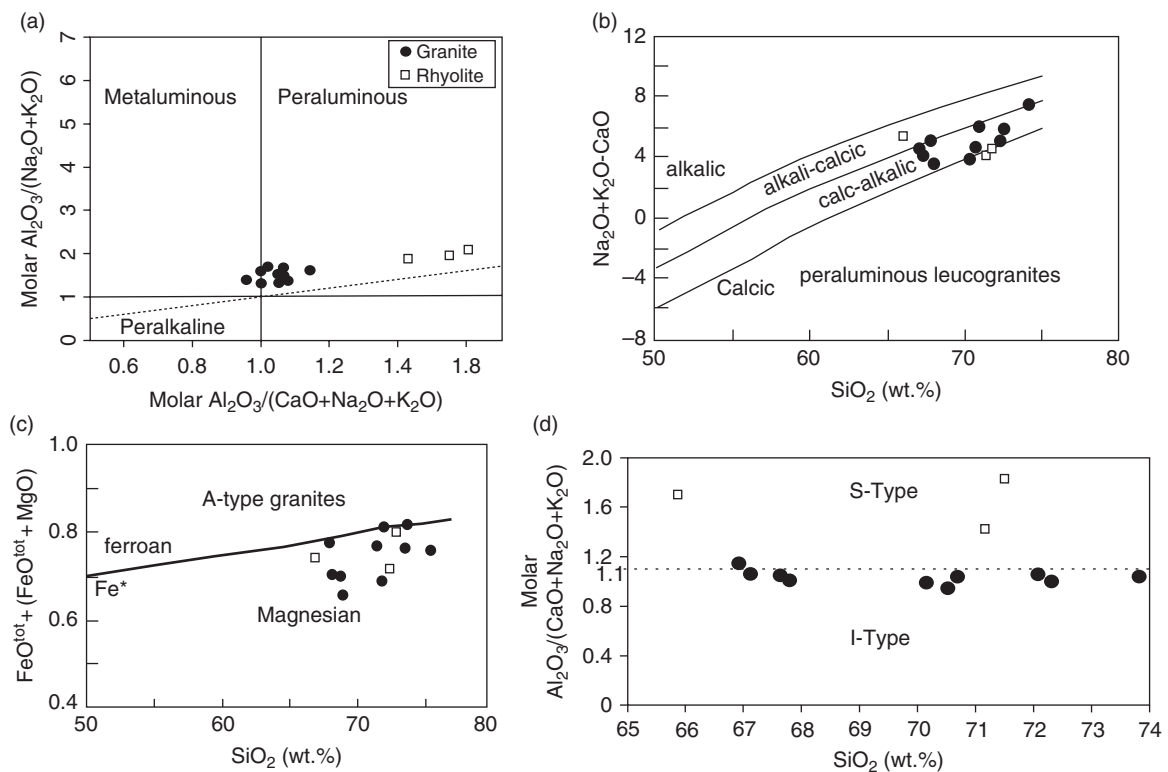 (a)
7
6
5
4
3
2
1
0
Molar Al₂O₃/(Na₂O+K₂O)
Granite
Rhyolite
Metaluminous
Peraluminous
Peralkaline
0.6
0.8
1.0
1.2
1.4
1.6
1.8
Molar Al₂O₃/(CaO+Na₂O+K₂O)
(b)
12
8
4
0
−4
−8
Na₂O+K₂O-CaO
alkalic
alkali-calcic
calc-alkalic
Calcic
peraluminous leucogranites
50
60
70
80
SiO₂ (wt.%)
(c)
1.0
0.8
0.6
0.4
FeOᵗᵒᵗ+ (FeOᵗᵒᵗ + MgO)
A-type granites
ferroan
Fe*
Magnesian
50
60
70
80
SiO₂ (wt.%)
(d)
2.0
1.6
1.2
1.1
0.8
0.4
0
Molar
Al₂O₃/(CaO+Na₂O+K₂O)
S-Type
I-Type
65
66
67
68
69
70
71
72
73
74
SiO₂ (wt.%)